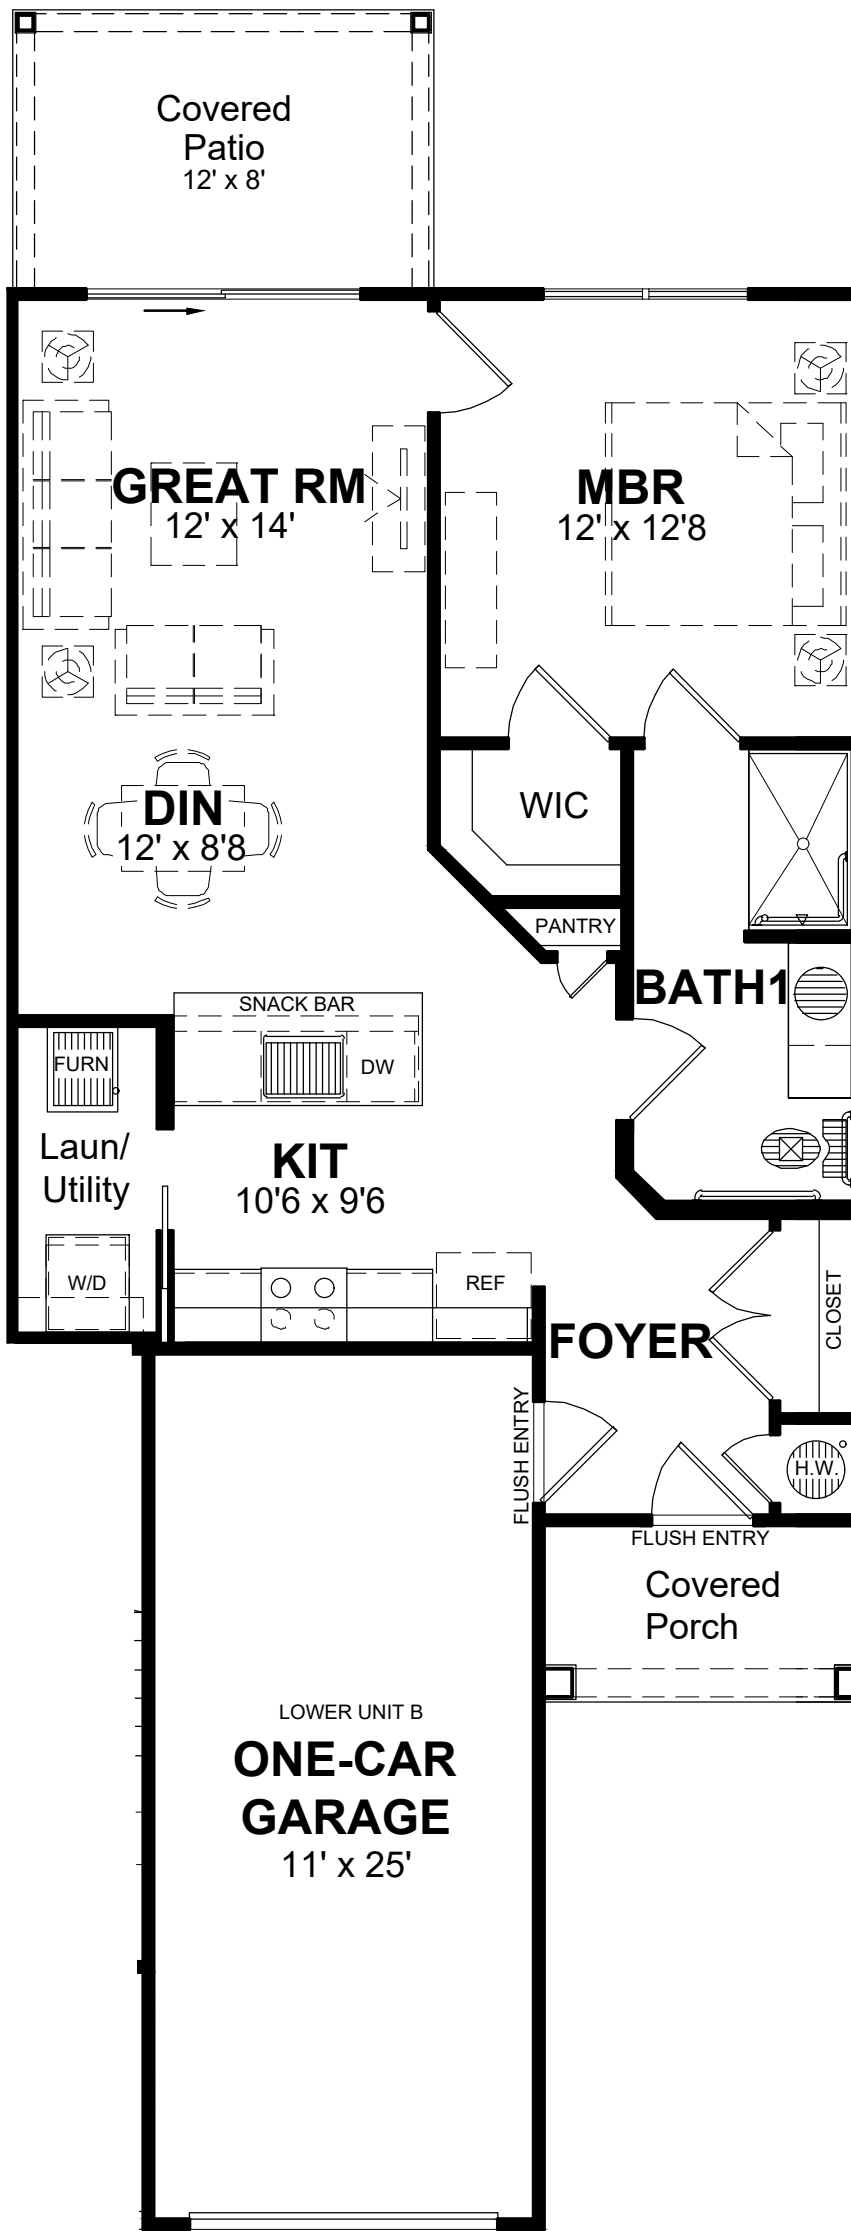 Covered
Patio
12' x 8'
GREAT RM
12' x 14'
MBR
12' x 12'8
DIN
12' x 8'8
WIC
PANTRY
BATH1
SNACK BAR
FURN
DW
Laun/
Utility
KIT
10'6 x 9'6
W/D
REF
CLOSET
FOYER
FLUSH ENTRY
H.W.
FLUSH ENTRY
Covered
Porch
LOWER UNIT B
ONE-CAR
GARAGE
11' x 25'